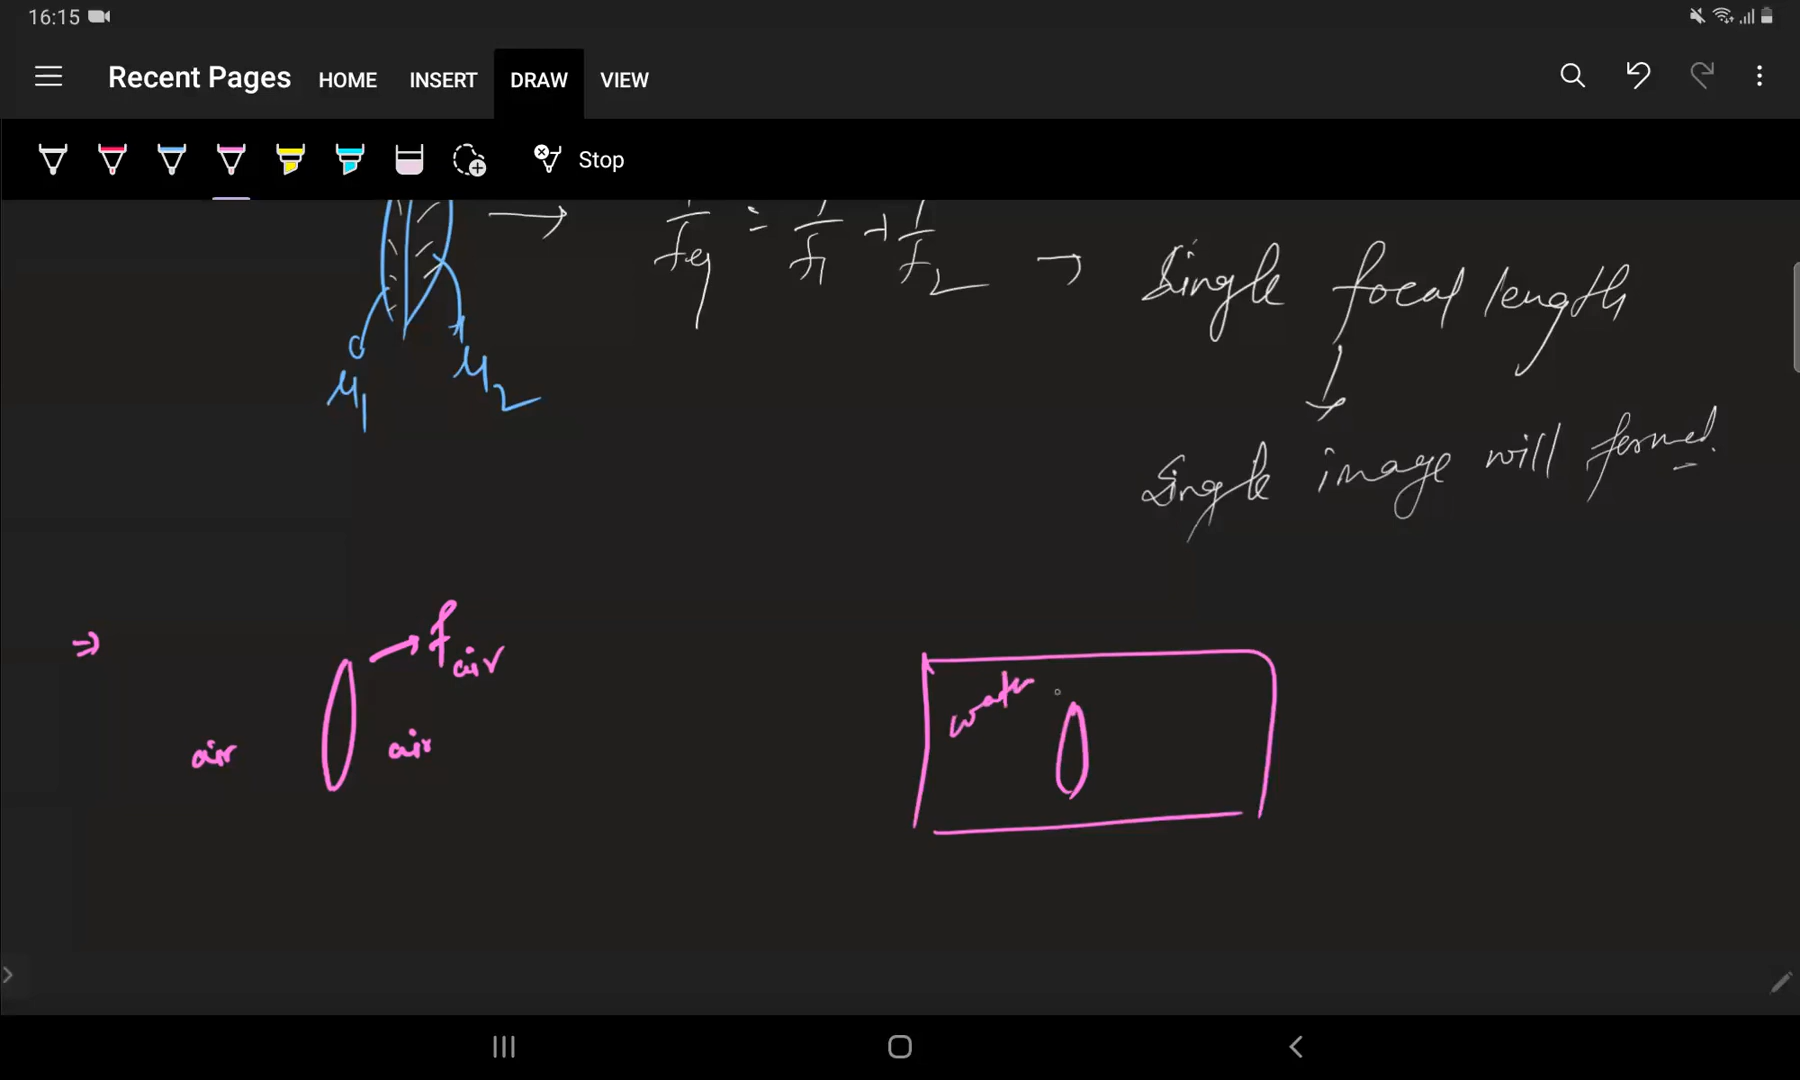 16:15
Recent Pages HOME INSERT DRAW VIEW
Stop
1/feq = 1/f1 + 1/f2 → Single focal length
μ1 μ2
Single image will formed.
⇒ fair
air air
water